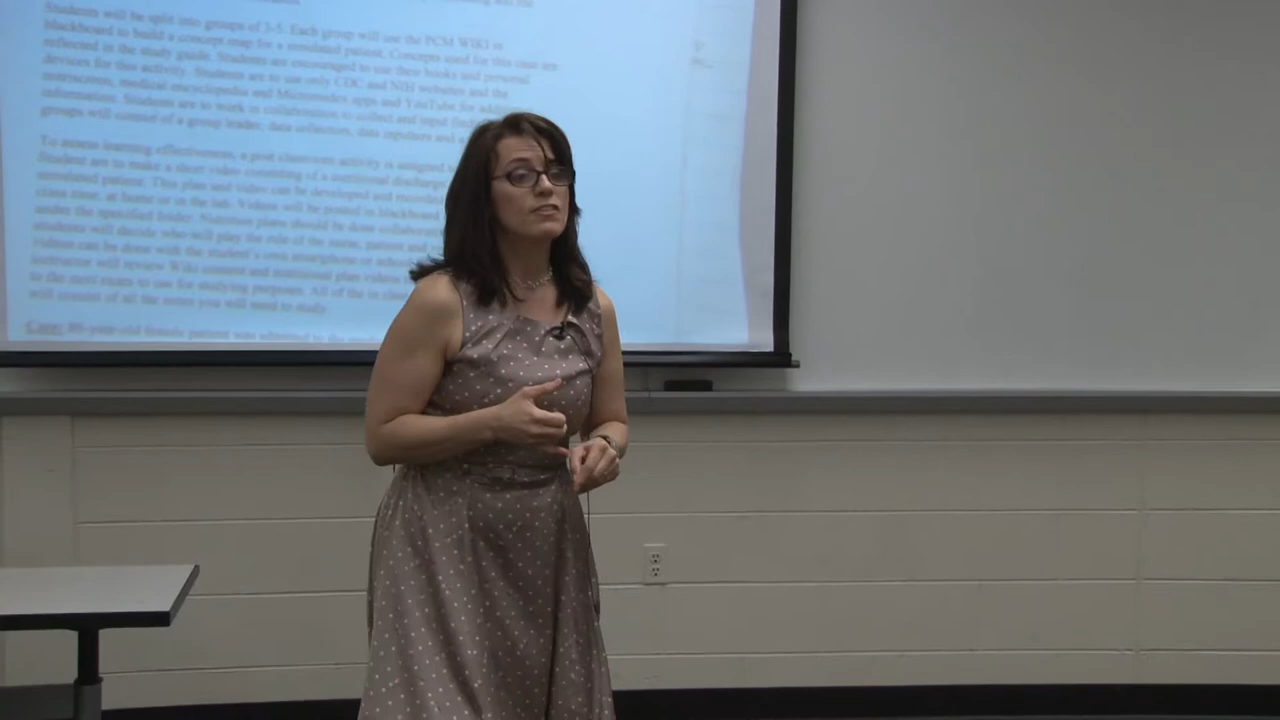 Students will be split into groups of 3-5. Each group will use the PCM WIKI in
blackboard to build a concept map for a simulated patient. Concepts used for this case are
reflected in the study guide. Students are encouraged to use their books and personal
devices for this activity. Students are to use only CDC and NIH websites and the
medical encyclopedia and Micromedex apps and YouTube for
information. Students are to work in collaboration to collect and input
groups will consist of a group leader, data collection, data inputters and
To assess learning effectiveness, a post classroom activity is assigned
Student are to make a short video consisting of a nutritional discharge
simulated patient. This plan and video can be developed and recorded
class time, at home or in the lab. Videos will be posted in blackboard
under the specified folder. Nutrition plans should be done
students will decide who will play the role of the nurse, patient and
Videos can be done with the student's own smartphone or
instructor will review Wiki content and nutritional plan videos
to the next exam to use for studying purposes. All of the in
will consist of all the notes you will need to study.
Case: 80-year-old female patient was admitted to the